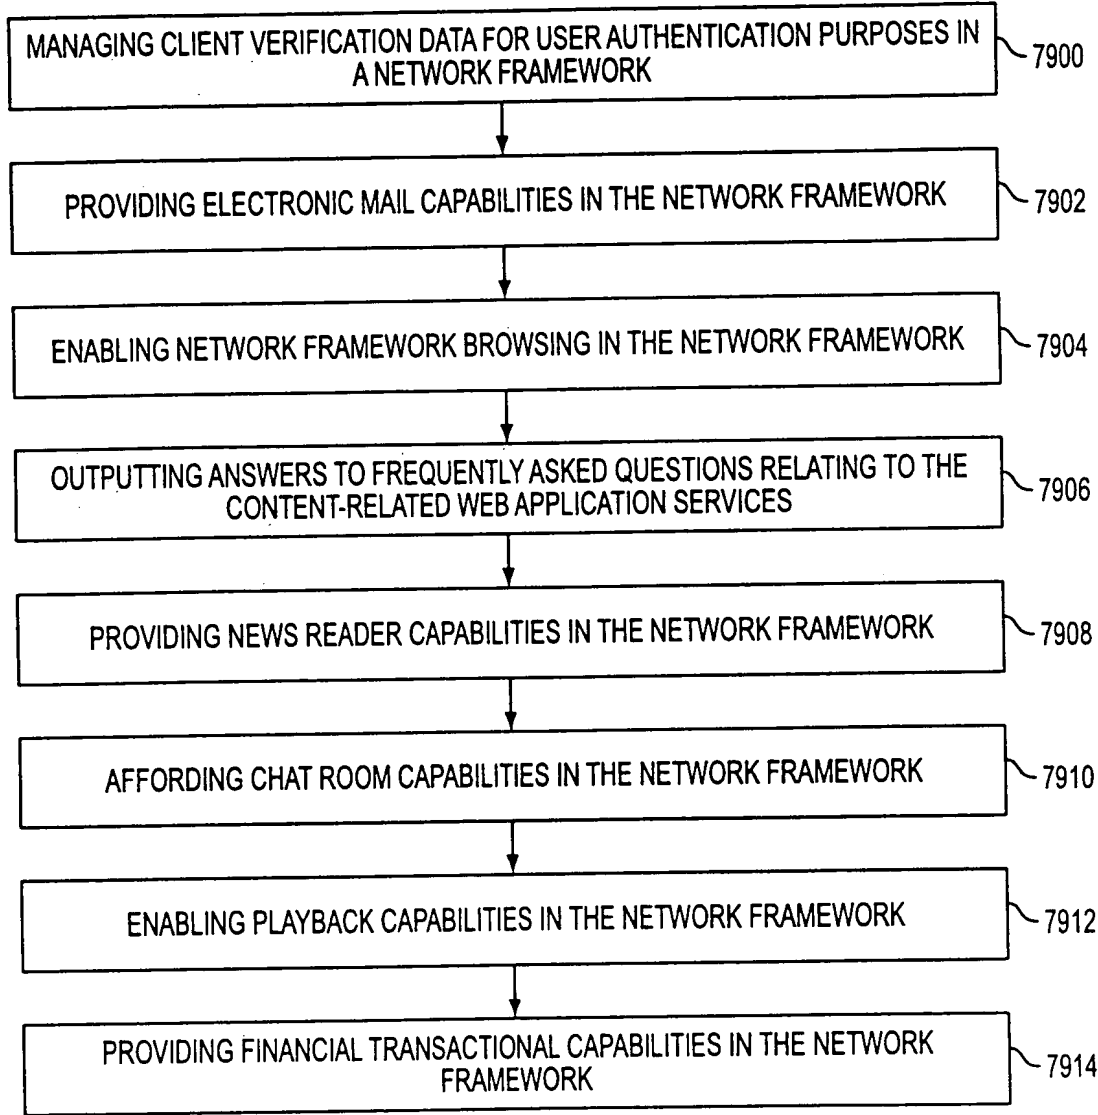 MANAGING CLIENT VERIFICATION DATA FOR USER AUTHENTICATION PURPOSES IN
A NETWORK FRAMEWORK
7900
PROVIDING ELECTRONIC MAIL CAPABILITIES IN THE NETWORK FRAMEWORK
7902
ENABLING NETWORK FRAMEWORK BROWSING IN THE NETWORK FRAMEWORK
7904
OUTPUTTING ANSWERS TO FREQUENTLY ASKED QUESTIONS RELATING TO THE
CONTENT-RELATED WEB APPLICATION SERVICES
7906
PROVIDING NEWS READER CAPABILITIES IN THE NETWORK FRAMEWORK
7908
AFFORDING CHAT ROOM CAPABILITIES IN THE NETWORK FRAMEWORK
7910
ENABLING PLAYBACK CAPABILITIES IN THE NETWORK FRAMEWORK
7912
PROVIDING FINANCIAL TRANSACTIONAL CAPABILITIES IN THE NETWORK
FRAMEWORK
7914